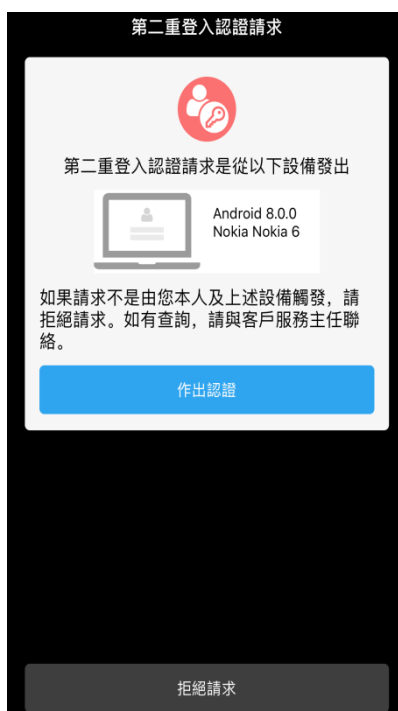 第二重登入認證請求
第二重登入認證請求是從以下設備發出
Android 8.0.0
Nokia Nokia 6
如果請求不是由您本人及上述設備觸發，請
拒絕請求。如有查詢，請與客戶服務主任聯
絡。
作出認證
拒絕請求